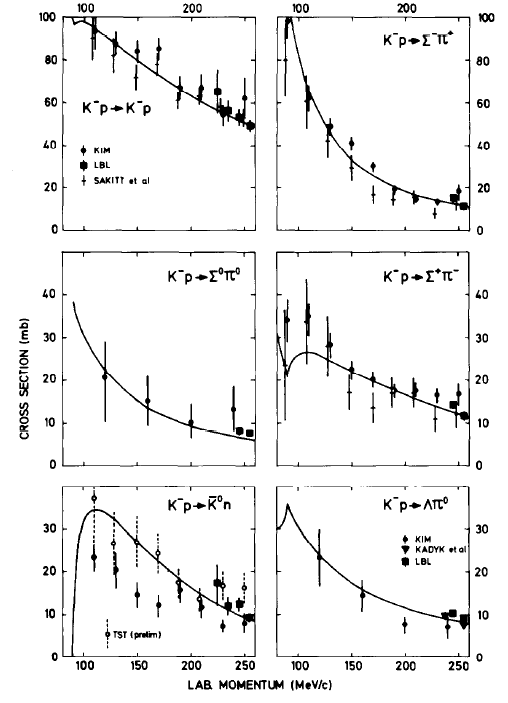 100 200 100 200
100 100
K⁻p→Σ⁻π⁺
80 80
K⁻p→K⁻p
60 60
KIM
LBL
SAKITT et al
40 40
20 20
0 0
K⁻p→Σ⁰π⁰ K⁻p→Σ⁺π⁻
40 40
30 30
20 20
10 10
0 0
CROSS SECTION (mb)
K⁻p→K̅⁰n K⁻p→Λπ⁰
KIM
KADYK et al
LBL
30 30
20 20
10 10
TST (prelim)
0 0
100 150 200 250 100 150 200 250
LAB. MOMENTUM (MeV/c)